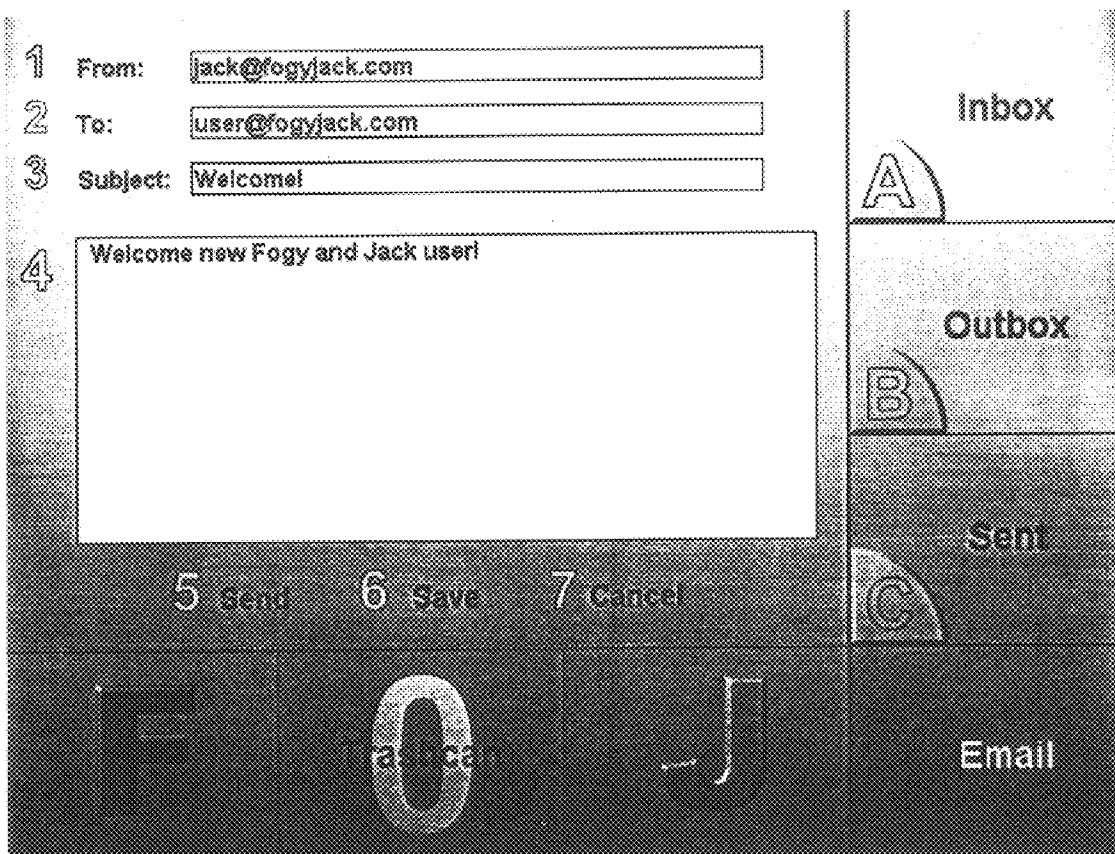 1 From: jack@fogyjack.com
2 To: user@fogyjack.com
3 Subject: Welcome!
4 Welcome new Fogy and Jack user!
5 Send 6 Save 7 Cancel
Inbox
A
Outbox
B
Sent
C
F 0 Trashcan J
Email